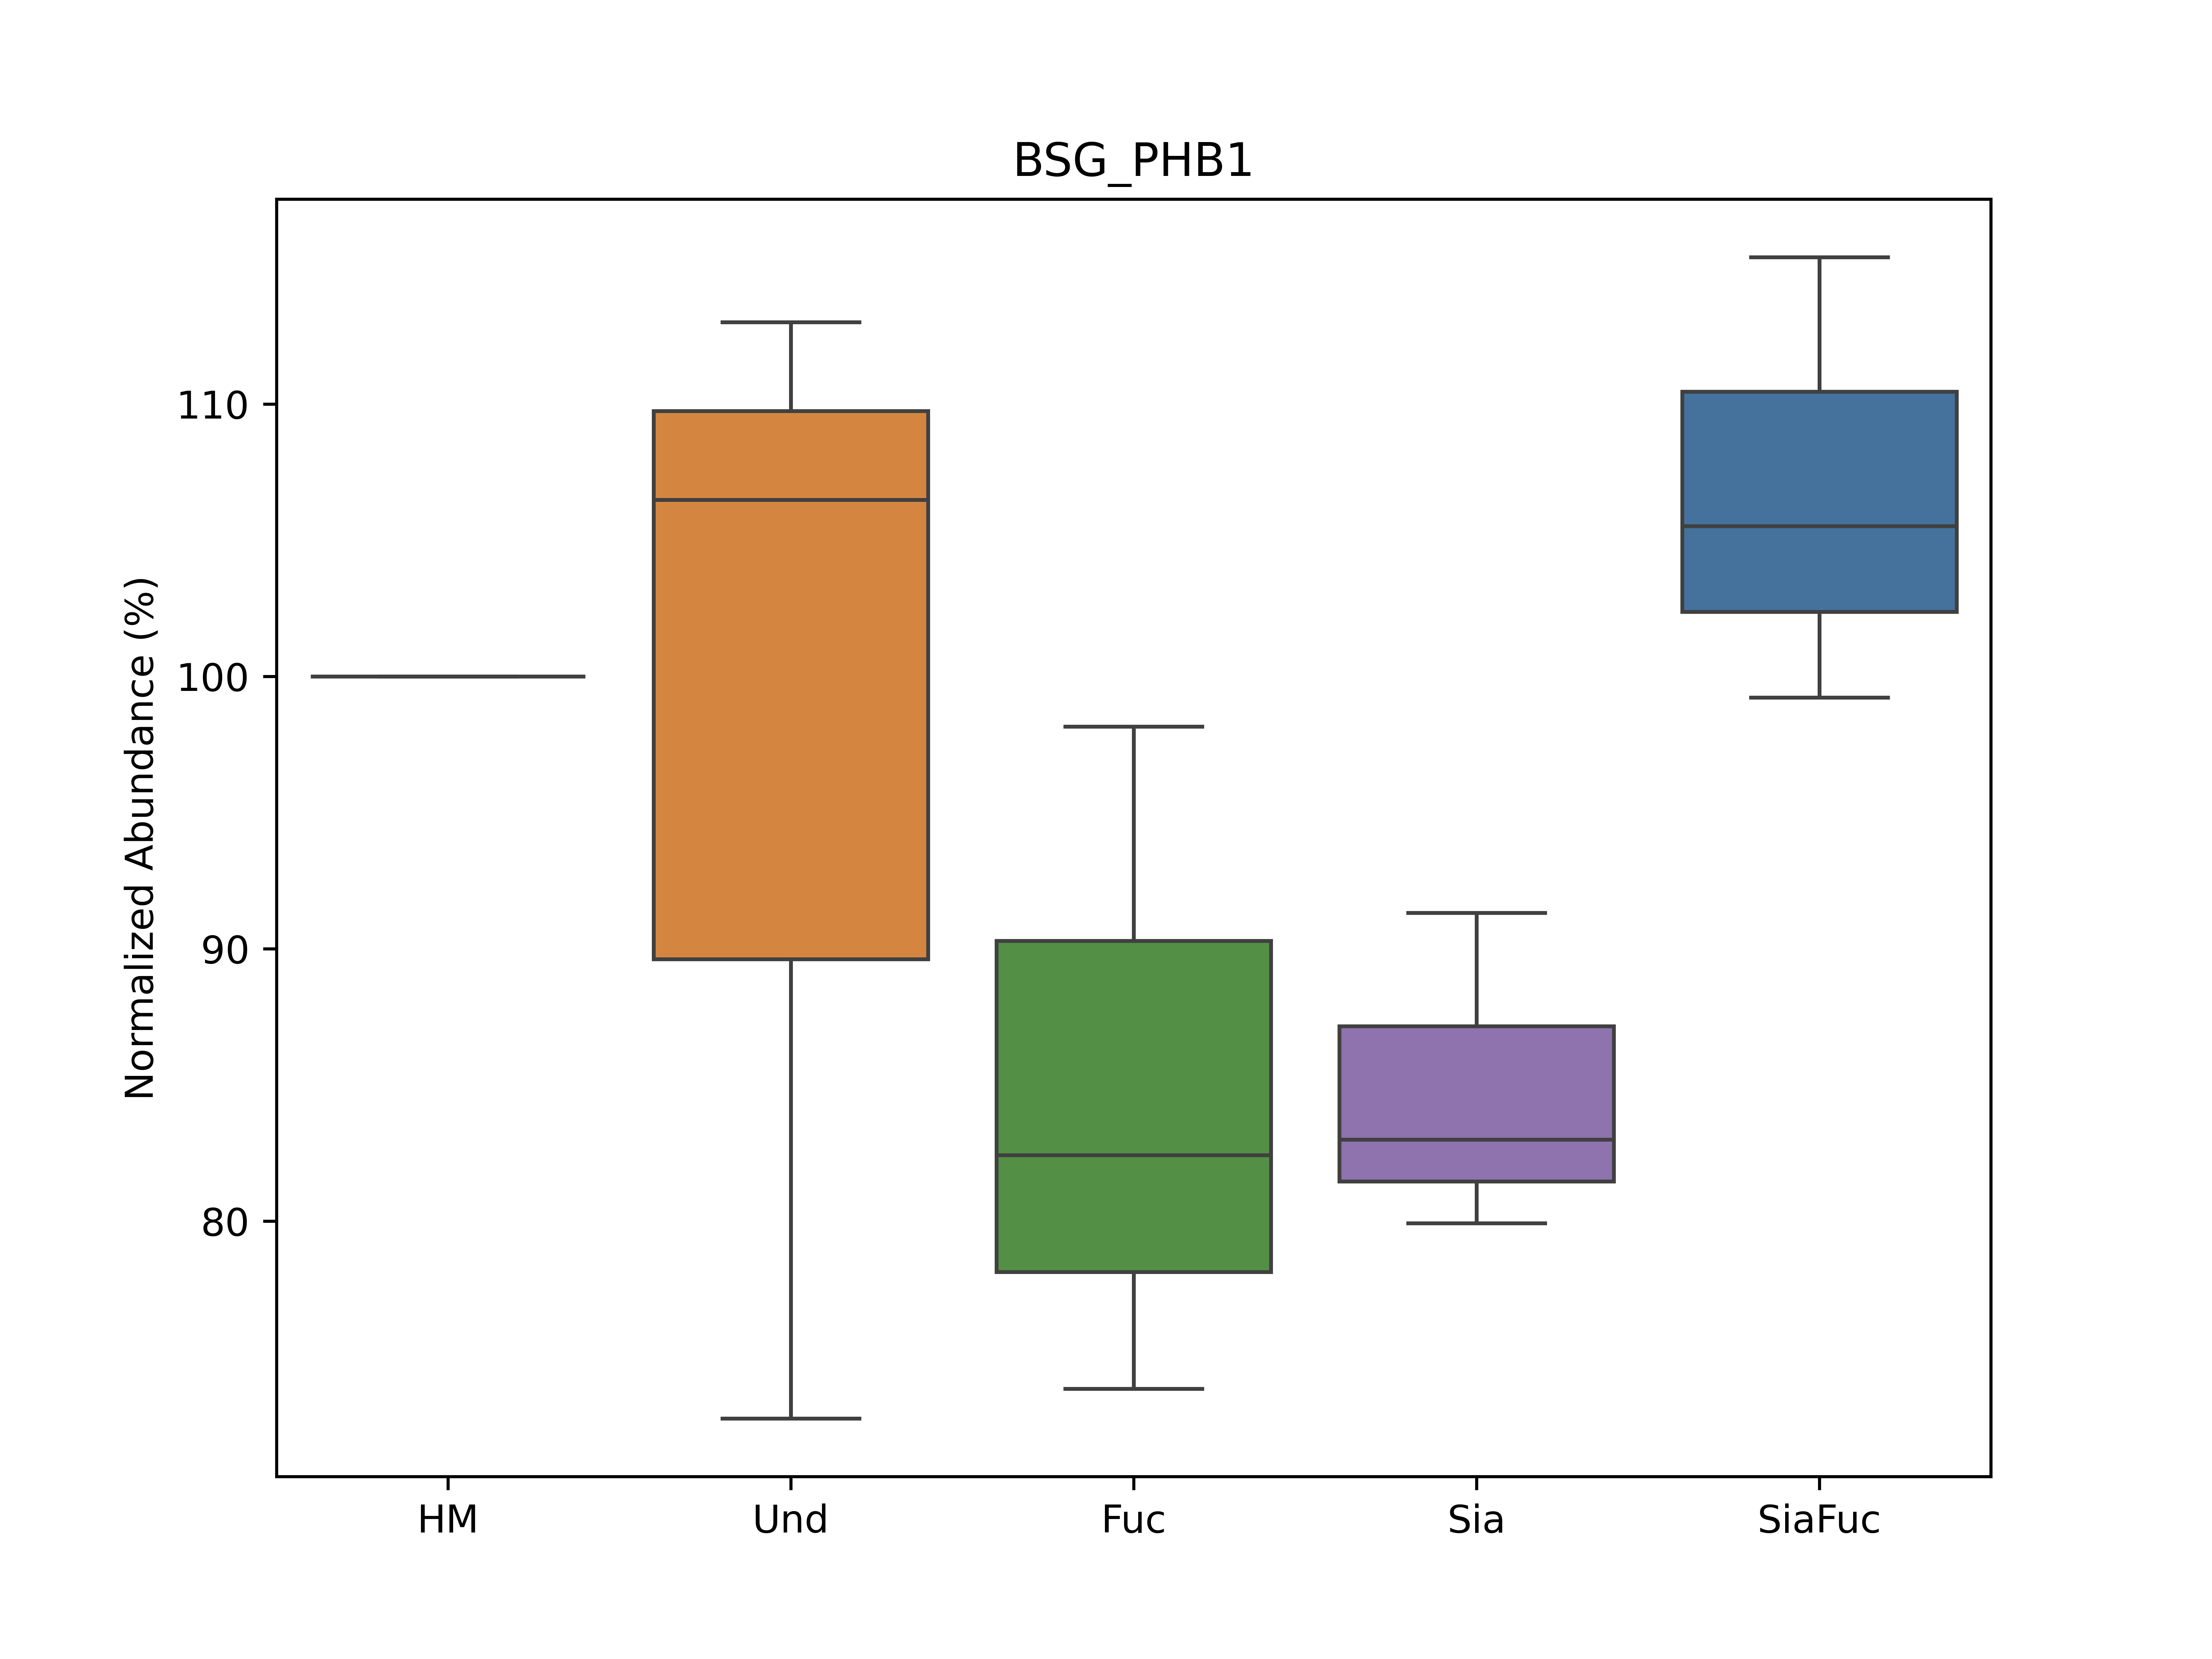 BSG_PHB1
Normalized Abundance (%)
110
100
90
80
HM Und Fuc Sia SiaFuc